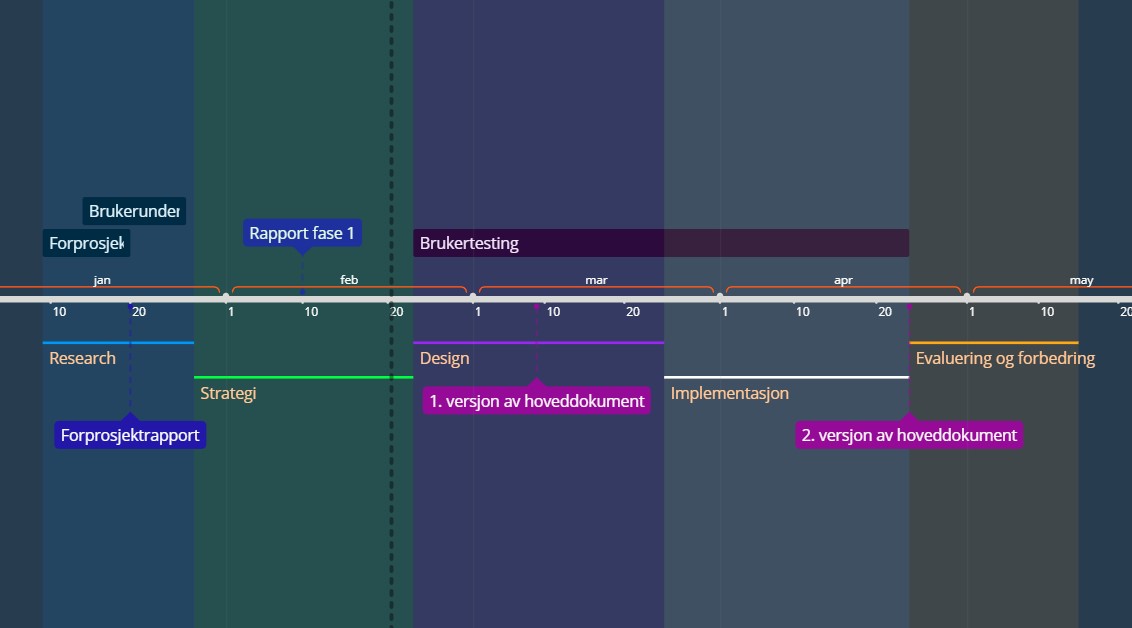 Brukerunder
Forprosjek
Rapport fase 1
Brukertesting
jan feb mar apr may
10 20 1 10 20 1 10 20 1 10 20 1 10 20
Research Design Evaluering og forbedring
Strategi Implementasjon
1. versjon av hoveddokument
Forprosjektrapport 2. versjon av hoveddokument